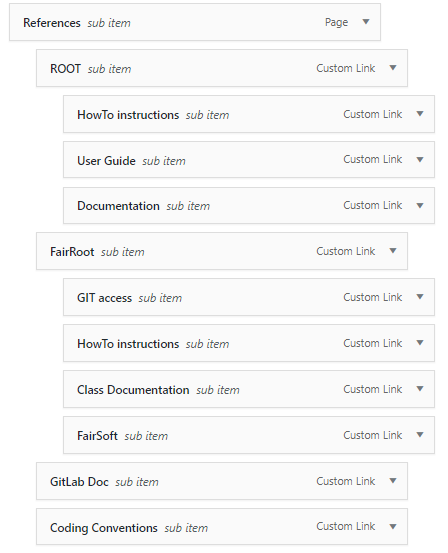 References sub item Page
ROOT sub item Custom Link
HowTo instructions sub item Custom Link
User Guide sub item Custom Link
Documentation sub item Custom Link
FairRoot sub item Custom Link
GIT access sub item Custom Link
HowTo instructions sub item Custom Link
Class Documentation sub item Custom Link
FairSoft sub item Custom Link
GitLab Doc sub item Custom Link
Coding Conventions sub item Custom Link